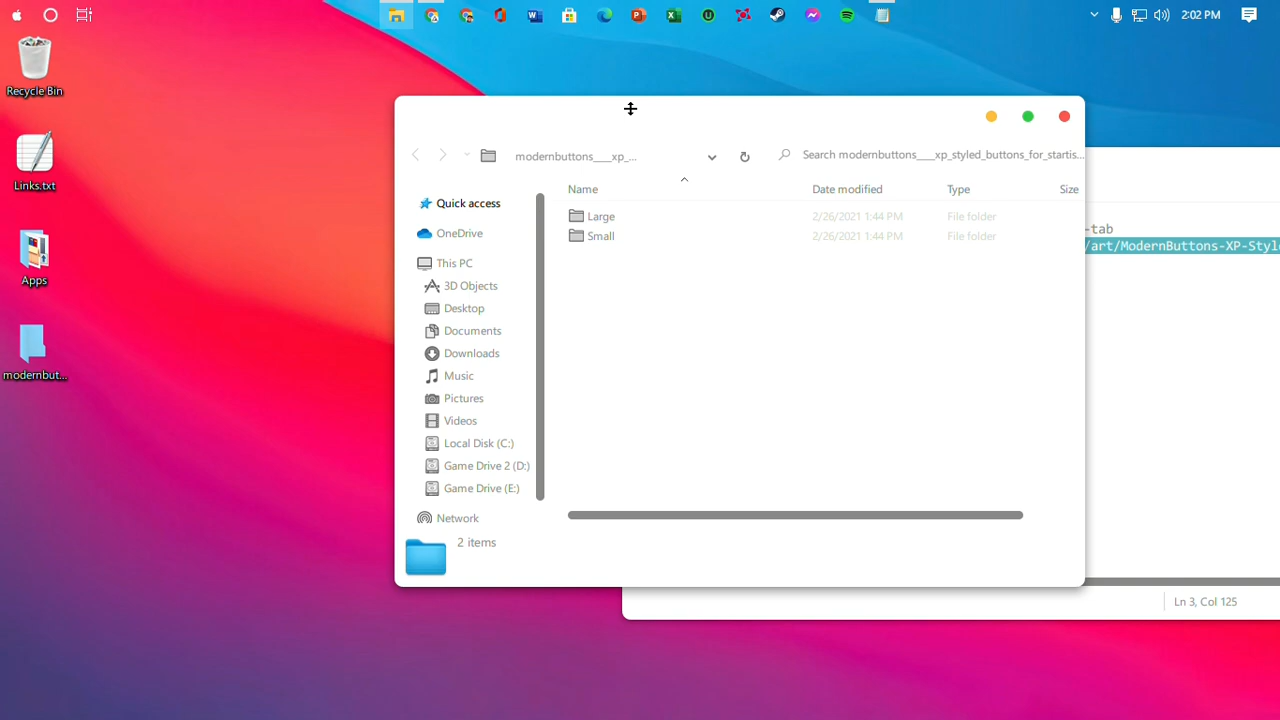 2:02 PM
Recycle Bin
Links.txt
Apps
modernbut...
modernbuttons___xp_...
Search modernbuttons___xp_styled_buttons_for_startis...
Name
Date modified
Type
Size
Large
2/26/2021 1:44 PM
File folder
Small
2/26/2021 1:44 PM
File folder
Quick access
OneDrive
This PC
3D Objects
Desktop
Documents
Downloads
Music
Pictures
Videos
Local Disk (C:)
Game Drive 2 (D:)
Game Drive (E:)
Network
2 items
-tab
/art/ModernButtons-XP-Style
Ln 3, Col 125